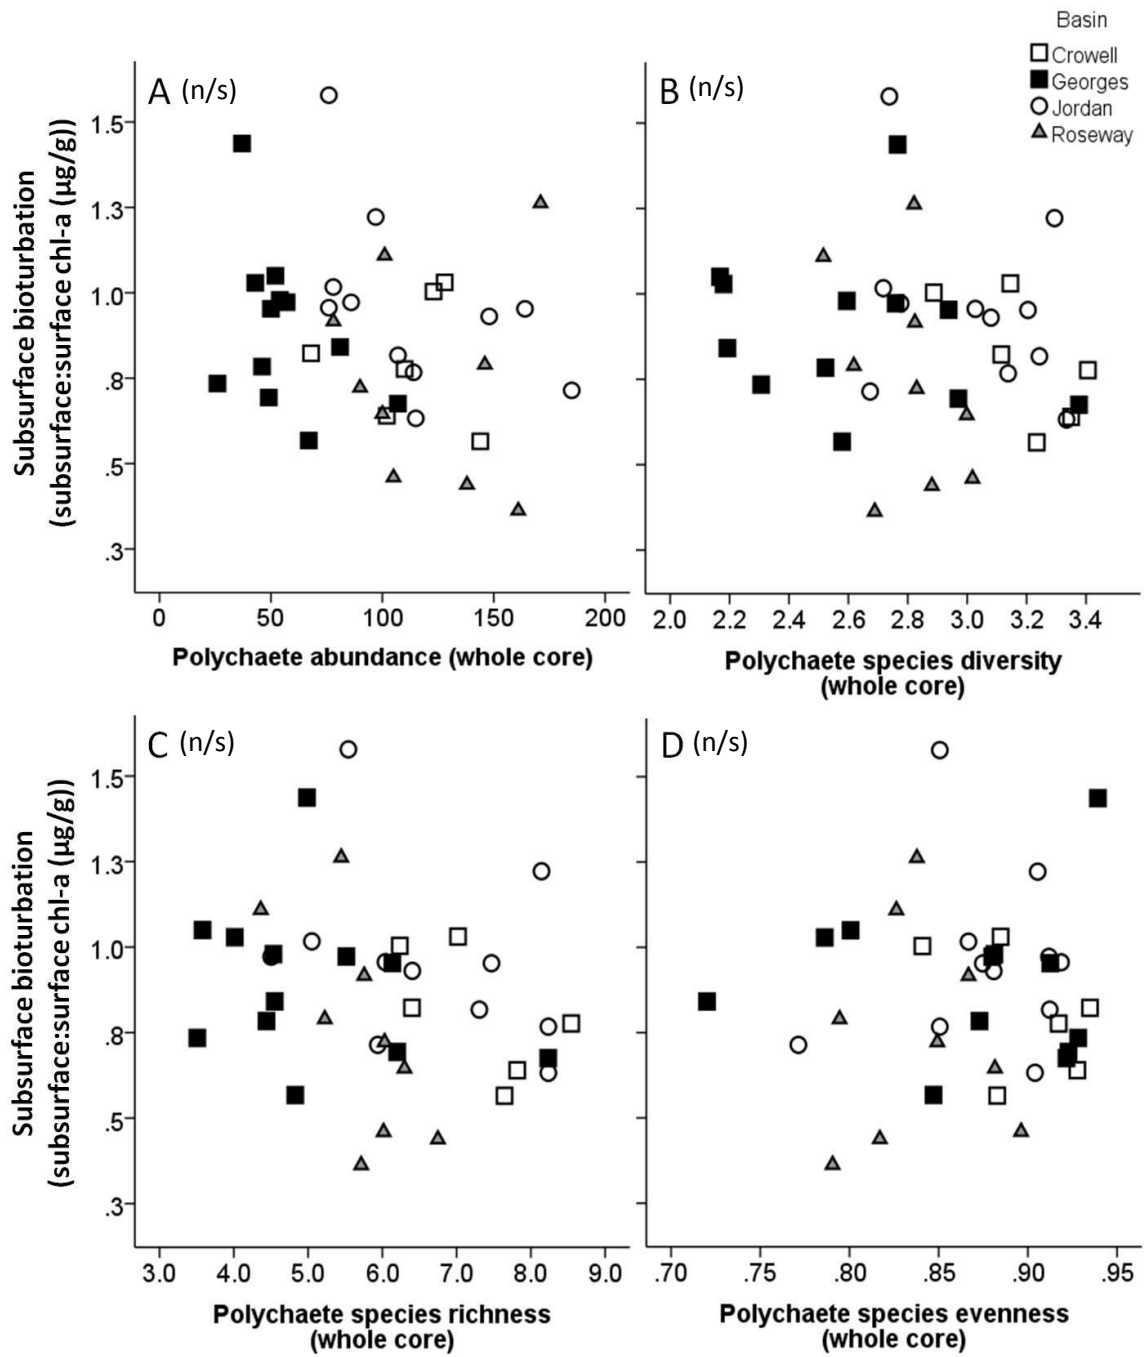 Basin
Crowell
Georges
Jordan
Roseway
A (n/s)
Subsurface bioturbation
(subsurface:surface chl-a (µg/g))
1.5
1.3
1.0
.8
.5
.3
0 50 100 150 200
Polychaete abundance (whole core)
B (n/s)
2.0 2.2 2.4 2.6 2.8 3.0 3.2 3.4
Polychaete species diversity
(whole core)
C (n/s)
Subsurface bioturbation
(subsurface:surface chl-a (µg/g))
1.5
1.3
1.0
.8
.5
.3
3.0 4.0 5.0 6.0 7.0 8.0 9.0
Polychaete species richness
(whole core)
D (n/s)
.70 .75 .80 .85 .90 .95
Polychaete species evenness
(whole core)